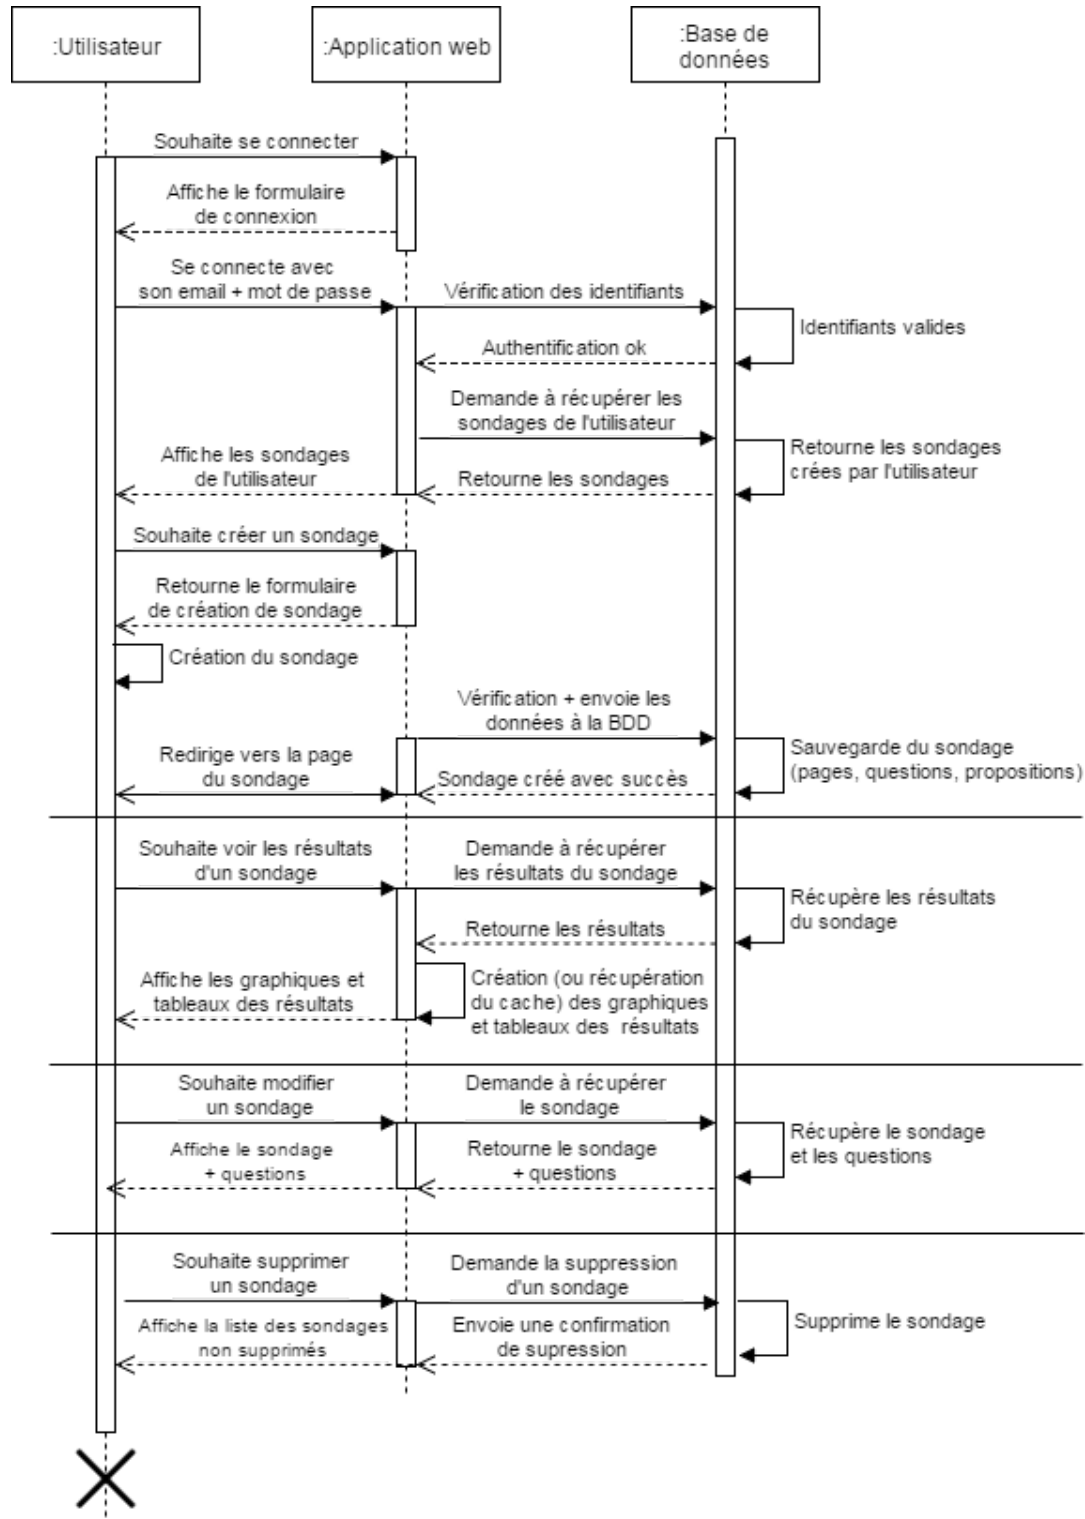 :Utilisateur
:Application web
:Base de
données
Souhaite se connecter
Affiche le formulaire
de connexion
Se connecte avec
son email + mot de passe
Vérification des identifiants
Identifiants valides
Authentification ok
Demande à récupérer les
sondages de l'utilisateur
Retourne les sondages
crées par l'utilisateur
Affiche les sondages
de l'utilisateur
Retourne les sondages
Souhaite créer un sondage
Retourne le formulaire
de création de sondage
Création du sondage
Vérification + envoie les
données à la BDD
Sauvegarde du sondage
(pages, questions, propositions)
Redirige vers la page
du sondage
Sondage créé avec succès
Souhaite voir les résultats
d'un sondage
Demande à récupérer
les résultats du sondage
Récupère les résultats
du sondage
Retourne les résultats
Création (ou récupération
du cache) des graphiques
et tableaux des résultats
Affiche les graphiques et
tableaux des résultats
Souhaite modifier
un sondage
Demande à récupérer
le sondage
Récupère le sondage
et les questions
Affiche le sondage
+ questions
Retourne le sondage
+ questions
Souhaite supprimer
un sondage
Demande la suppression
d'un sondage
Supprime le sondage
Affiche la liste des sondages
non supprimés
Envoie une confirmation
de supression